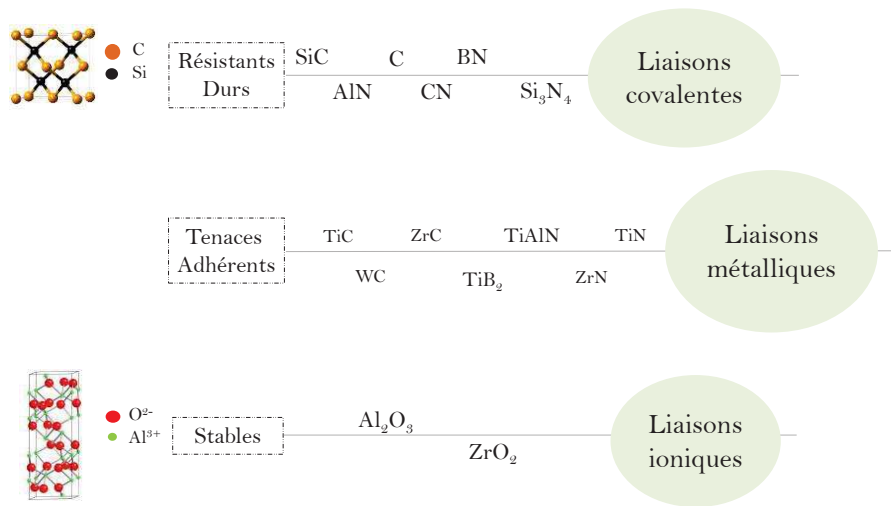 C
Si
Résistants
Durs
SiC C BN
AlN CN Si₃N₄
Liaisons
covalentes
Tenaces
Adhérents
TiC ZrC TiAlN TiN
WC TiB₂ ZrN
Liaisons
métalliques
O²⁻
Al³⁺
Stables
Al₂O₃
ZrO₂
Liaisons
ioniques